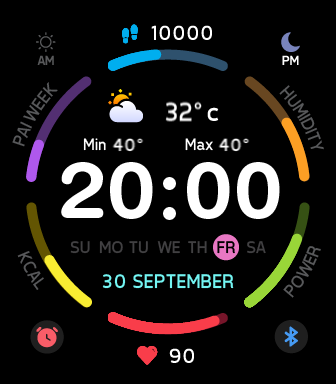 10000
AM
PM
PAI WEEK
HUMIDITY
32° c
Min 40° Max 40°
20:00
SU MO TU WE TH FR SA
30 SEPTEMBER
KCAL
POWER
90